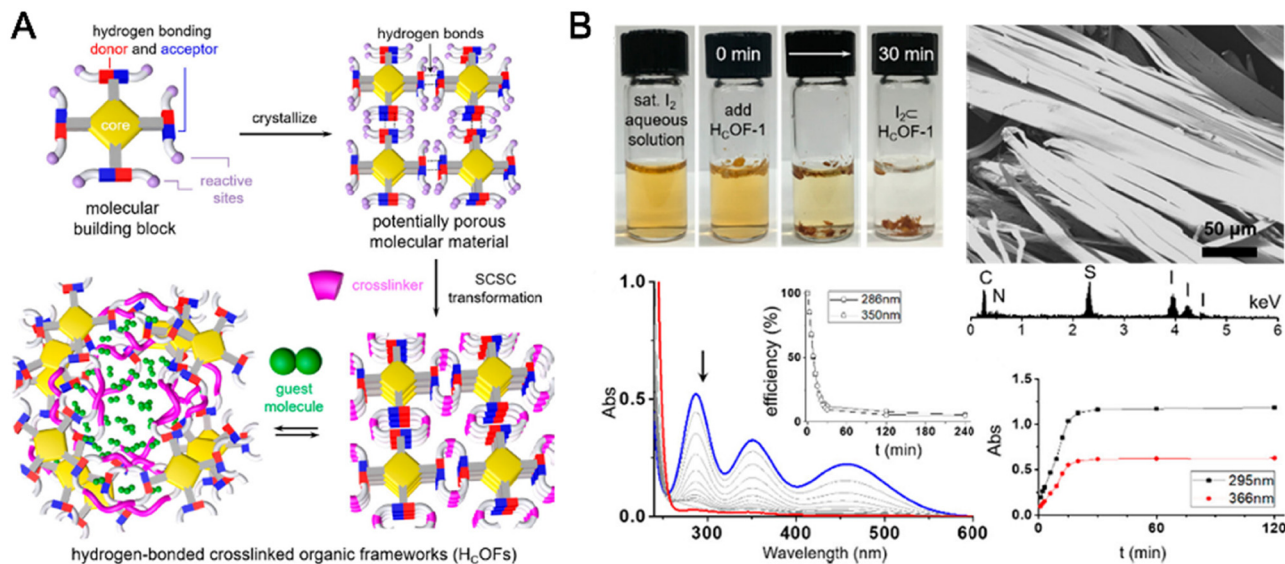 A
hydrogen bonding
donor and acceptor
core
reactive
sites
molecular
building block
crystallize
hydrogen bonds
potentially porous
molecular material
crosslinker
SCSC
transformation
guest
molecule
hydrogen-bonded crosslinked organic frameworks (HCOFs)
B
sat. I2
aqueous
solution
0 min
add
HCOF-1
30 min
I2⊂
HCOF-1
50 µm
C
N
S
I
I
I
keV
0 1 2 3 4 5 6
Abs
1.0
0.5
0.0
300 400 500 600
Wavelength (nm)
efficiency (%)
100
50
0
0 60 120 180 240
t (min)
286nm
350nm
Abs
1.5
1.0
0.5
0.0
0 60 120
t (min)
295nm
366nm